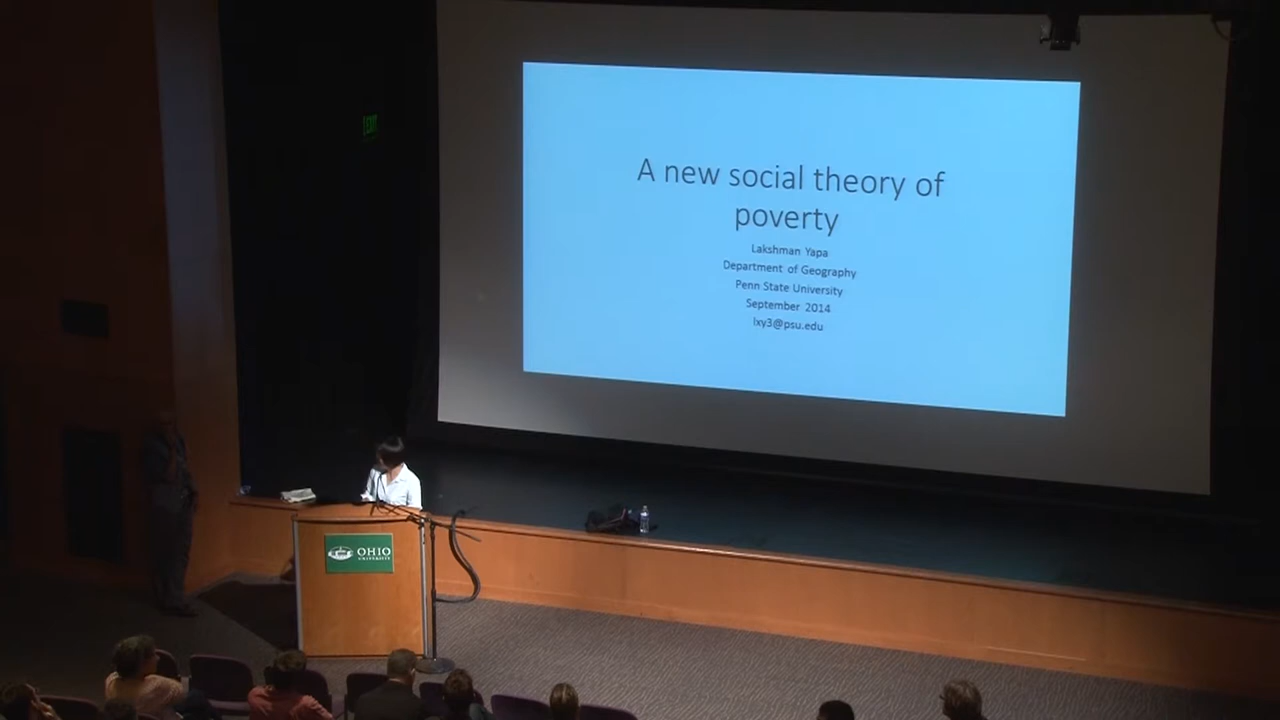 EXIT
A new social theory of
poverty
Lakshman Yapa
Department of Geography
Penn State University
September 2014
lxy3@psu.edu
OHIO
UNIVERSITY